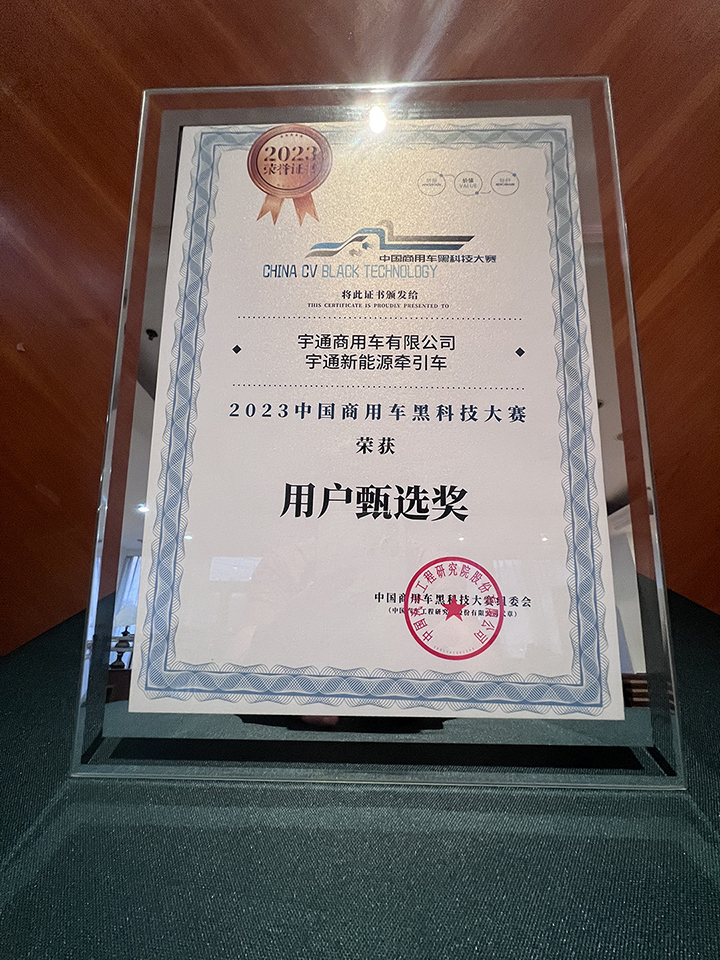 2023
荣誉证书
价值
VALUE
中国商用车黑科技大赛
CHINA CV BLACK TECHNOLOGY
将此证书颁发给
THIS CERTIFICATE IS PROUDLY PRESENTED TO
宇通商用车有限公司
宇通新能源牵引车
2023中国商用车黑科技大赛
荣获
用户甄选奖
中国商用车黑科技大赛组委会